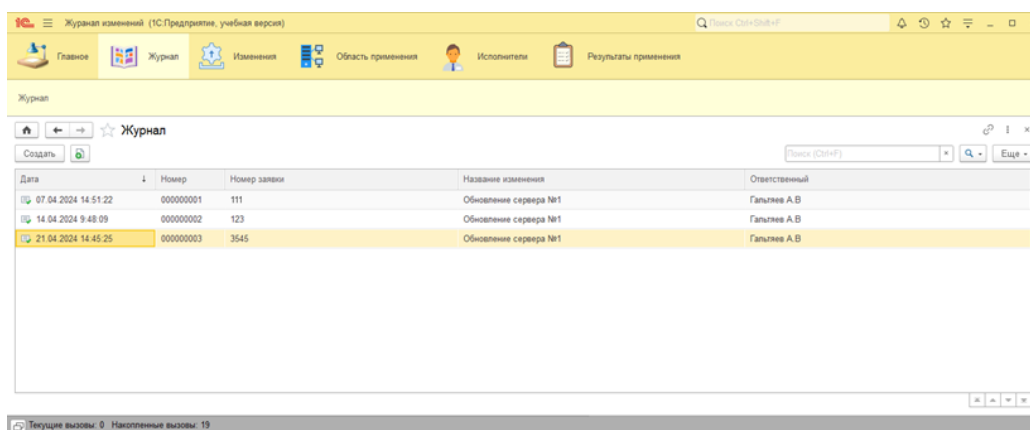 1С Журанал изменений (1С:Предприятие, учебная версия) Поиск Ctrl+Shift+F
Главное Журнал Изменения Область применения Исполнители Результаты применения
Журнал
Журнал
Создать Поиск (Ctrl+F) × Еще
Дата ↓ Номер Номер заявки Название изменения Ответственный
07.04.2024 14:51:22 000000001 111 Обновление сервера №1 Гальтяев А.В
14.04.2024 9:48:09 000000002 123 Обновление сервера №1 Гальтяев А.В
21.04.2024 14:45:25 000000003 3545 Обновление сервера №1 Гальтяев А.В
Текущие вызовы: 0 Накопленные вызовы: 19